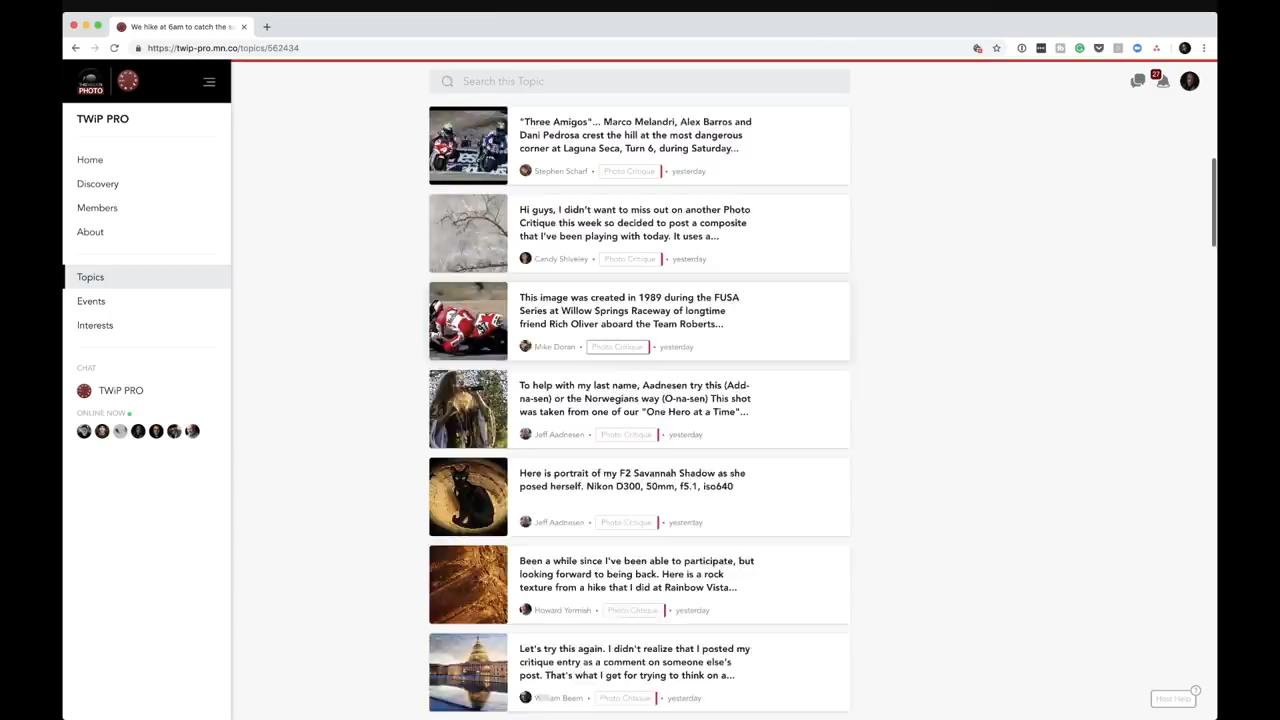 We hike at 6am to catch the su
https://twip-pro.mn.co/topics/562434
PHOTO
Search this Topic
27
TWiP PRO
Home
Discovery
Members
About
Topics
Events
Interests
CHAT
TWiP PRO
ONLINE NOW
"Three Amigos"... Marco Melandri, Alex Barros and
Dani Pedrosa crest the hill at the most dangerous
corner at Laguna Seca, Turn 6, during Saturday...
Stephen Scharf • Photo Critique • yesterday
Hi guys, I didn't want to miss out on another Photo
Critique this week so decided to post a composite
that I've been playing with today. It uses a...
Candy Shiveley • Photo Critique • yesterday
This image was created in 1989 during the FUSA
Series at Willow Springs Raceway of longtime
friend Rich Oliver aboard the Team Roberts...
Mike Doran • Photo Critique • yesterday
To help with my last name, Aadnesen try this (Add-
na-sen) or the Norwegians way (O-na-sen) This shot
was taken from one of our "One Hero at a Time"...
Jeff Aadnesen • Photo Critique • yesterday
Here is portrait of my F2 Savannah Shadow as she
posed herself. Nikon D300, 50mm, f5.1, iso640
Jeff Aadnesen • Photo Critique • yesterday
Been a while since I've been able to participate, but
looking forward to being back. Here is a rock
texture from a hike that I did at Rainbow Vista...
Howard Yermish • Photo Critique • yesterday
Let's try this again. I didn't realize that I posted my
critique entry as a comment on someone else's
post. That's what I get for trying to think on a...
William Beem • Photo Critique • yesterday
Host Help
?